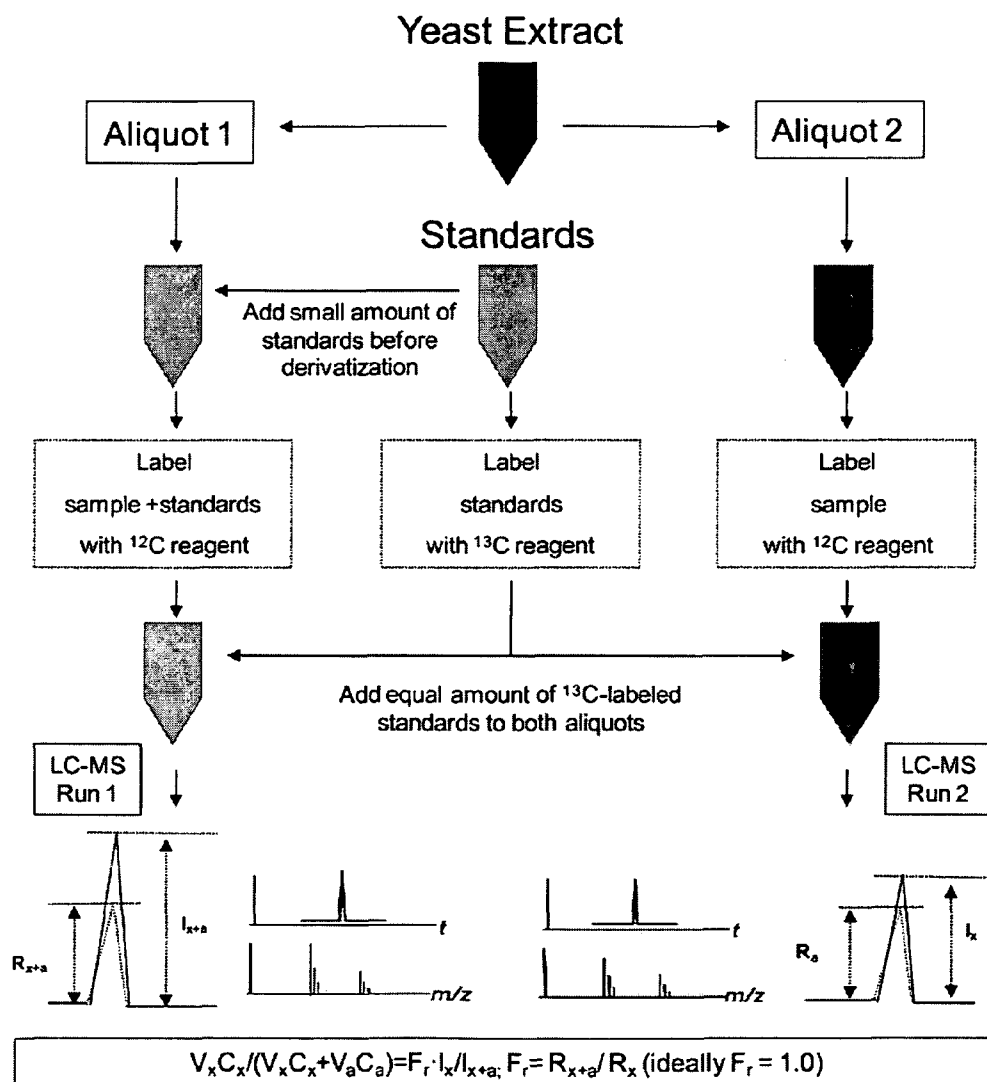 Yeast Extract
Aliquot 1
Aliquot 2
Standards
Add small amount of
standards before
derivatization
Label
sample +standards
with ¹²C reagent
Label
standards
with ¹³C reagent
Label
sample
with ¹²C reagent
Add equal amount of ¹³C-labeled
standards to both aliquots
LC-MS
Run 1
LC-MS
Run 2
Rₓ₊ₐ
Iₓ₊ₐ
t
m/z
t
m/z
Rₐ
Iₓ
VₓCₓ/(VₓCₓ+VₐCₐ)=Fᵣ·Iₓ/Iₓ₊ₐ; Fᵣ= Rₓ₊ₐ/ Rₓ (ideally Fᵣ = 1.0)